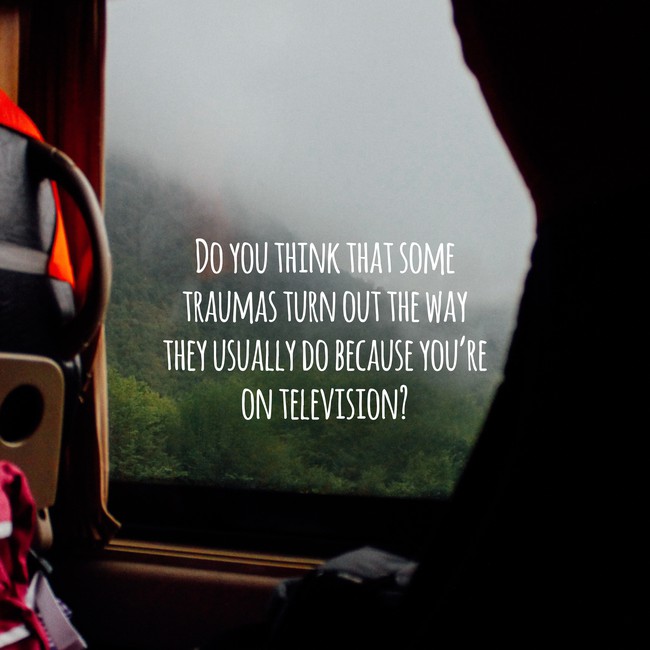 Do you think that some
traumas turn out the way
they usually do because you're
on television?